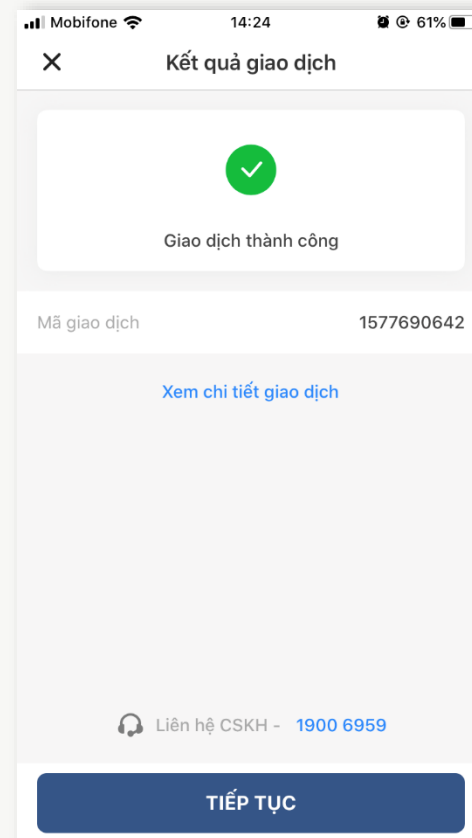 Mobifone 14:24 61%
Kết quả giao dịch
Giao dịch thành công
Mã giao dịch 1577690642
Xem chi tiết giao dịch
Liên hệ CSKH - 1900 6959
TIẾP TỤC